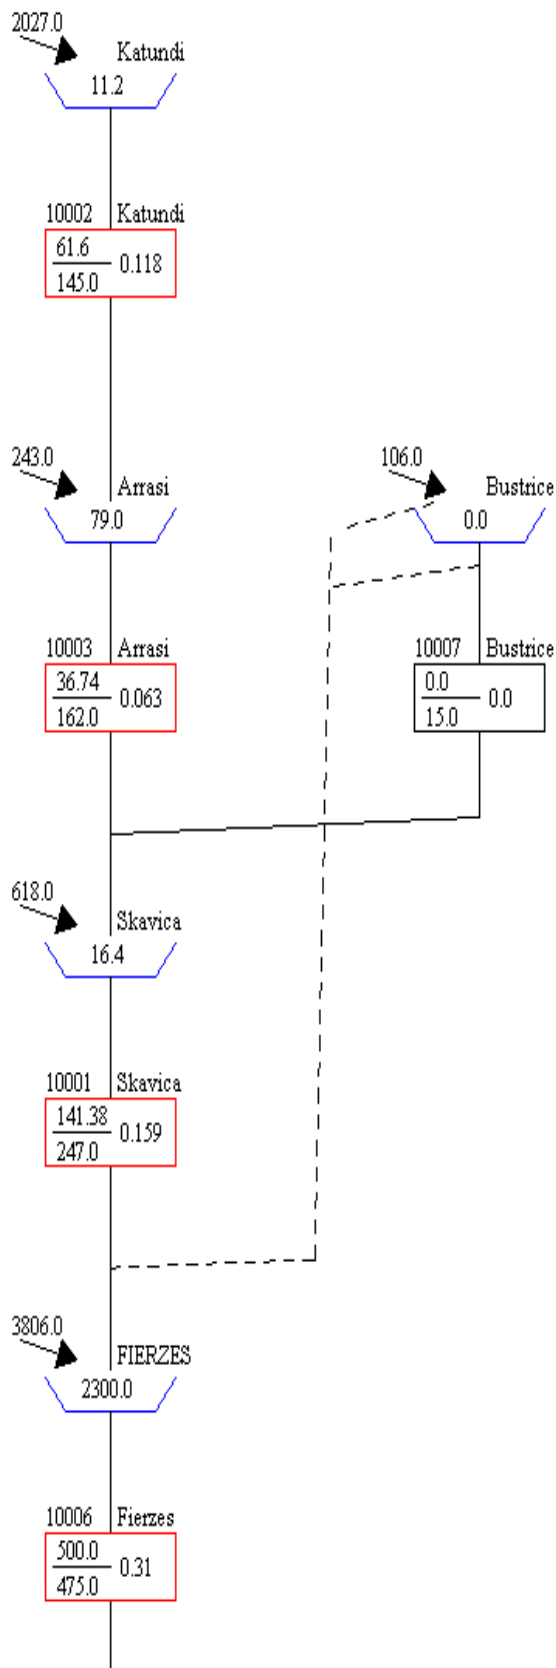 2027.0
Katundi
11.2
10002 Katundi
61.6
0.118
145.0
243.0
Arrasi
79.0
106.0
Bustrice
0.0
10003 Arrasi
36.74
0.063
162.0
10007 Bustrice
0.0
0.0
15.0
618.0
Skavica
16.4
10001 Skavica
141.38
0.159
247.0
3806.0
FIERZES
2300.0
10006 Fierzes
500.0
0.31
475.0